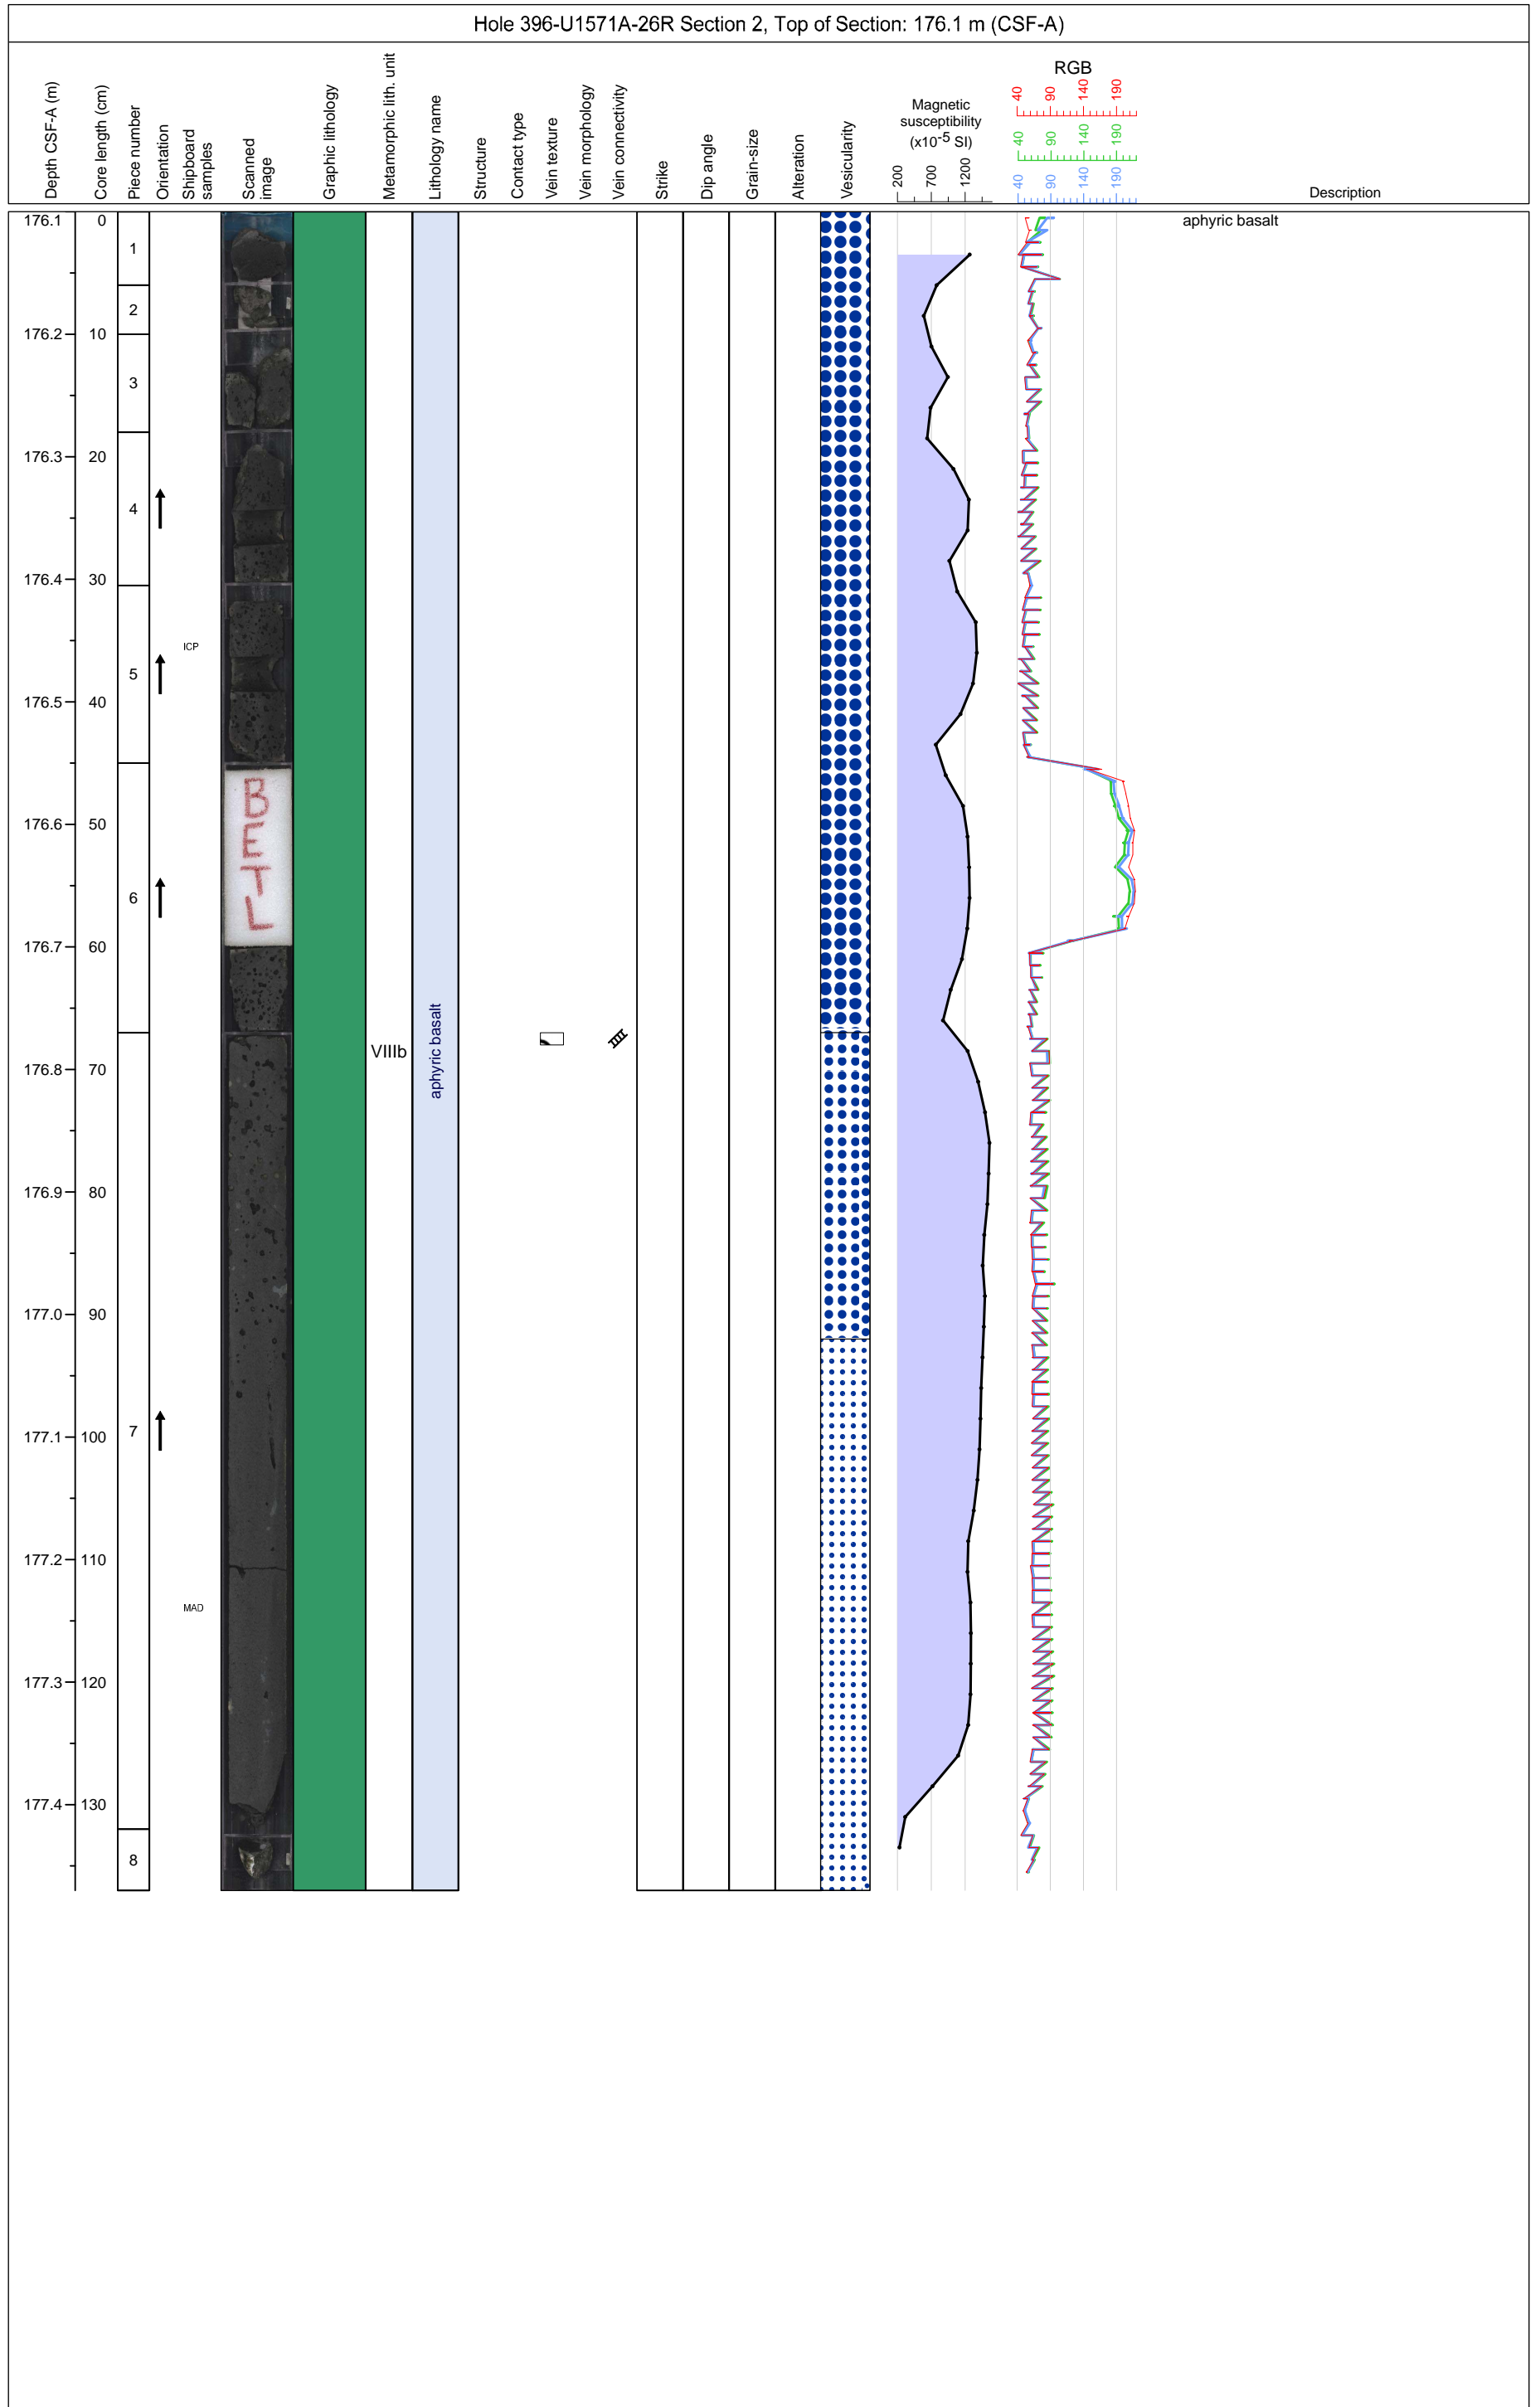 Hole 396-U1571A-26R Section 2, Top of Section: 176.1 m (CSF-A)
Depth CSF-A (m)
Core length (cm)
Piece number
Orientation
Shipboard
samples
Scanned
image
Graphic lithology
Metamorphic lith. unit
Lithology name
Structure
Contact type
Vein texture
Vein morphology
Vein connectivity
Strike
Dip angle
Grain-size
Alteration
Vesicularity
Magnetic
susceptibility
(x10-5 SI)
200 700 1200
RGB
40 90 140 190
40 90 140 190
40 90 140 190
Description
176.1 0
aphyric basalt
1
2
176.2 10
3
176.3 20
4
176.4 30
ICP
5
176.5 40
B
E
T
L
176.6 50
6
176.7 60
VIIIb
aphyric basalt
176.8 70
176.9 80
177.0 90
7
177.1 100
177.2 110
MAD
177.3 120
177.4 130
8